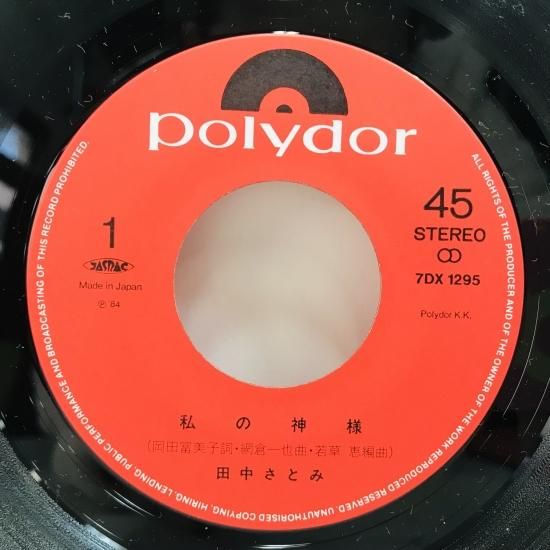 polydor
1
JASRAC
Made in Japan
Ⓟ '84
45
STEREO
7DX 1295
Polydor K.K.
私の神様
(岡田冨美子詞・網倉一也曲・若草 恵編曲)
田中さとみ
ALL RIGHTS OF THE PRODUCER AND OF THE OWNER OF THE WORK REPRODUCED RESERVED. UNAUTHORISED COPYING, HIRING, LENDING, PUBLIC PERFORMANCE AND BROADCASTING OF THIS RECORD PROHIBITED.